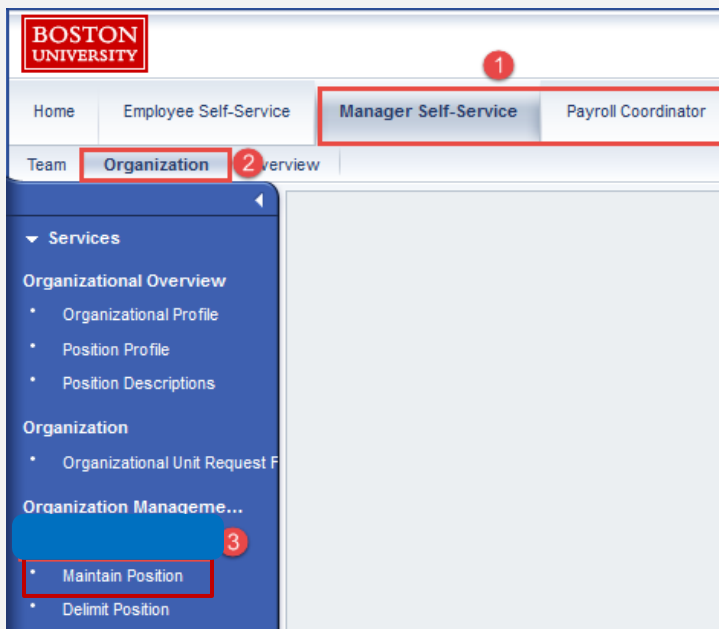 BOSTON
UNIVERSITY
1
Home Employee Self-Service Manager Self-Service Payroll Coordinator
Team Organization 2 verview
Services
Organizational Overview
Organizational Profile
Position Profile
Position Descriptions
Organization
Organizational Unit Request F
Organization Manageme...
3
Maintain Position
Delimit Position